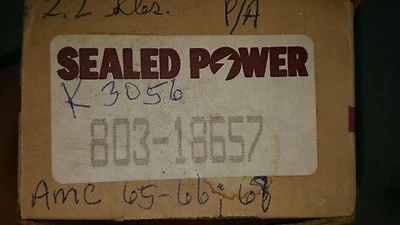 2.2 lbs. P/A
SEALED POWER
K 3056
803-18657
AMC 65-66; 68